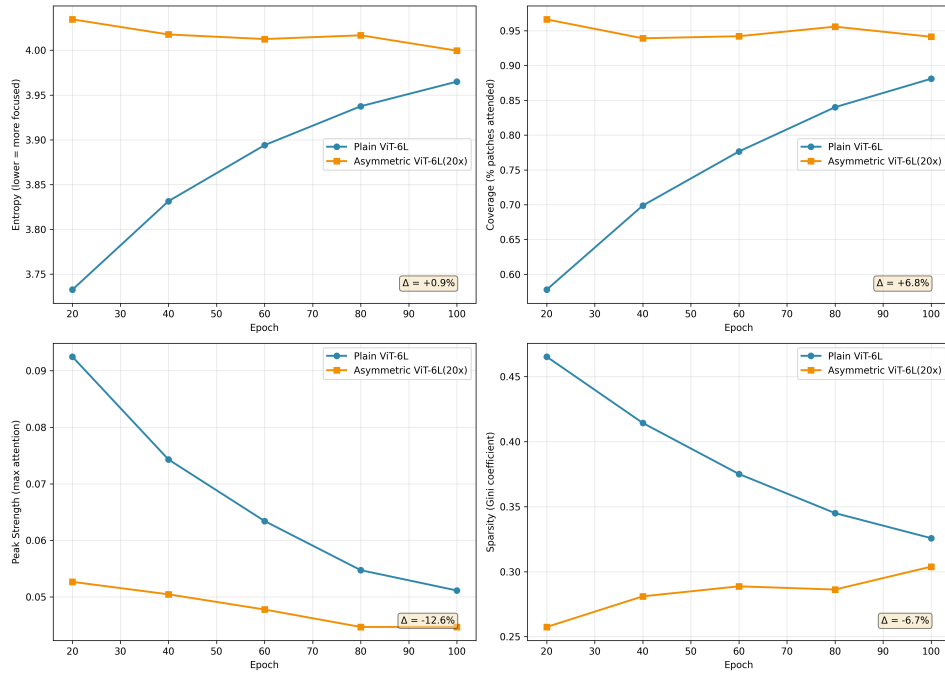 Entropy (lower = more focused)
4.00
3.95
3.90
3.85
3.80
3.75
Plain ViT-6L
Asymmetric ViT-6L(20x)
Δ = +0.9%
20 30 40 50 60 70 80 90 100
Epoch
Coverage (% patches attended)
0.95
0.90
0.85
0.80
0.75
0.70
0.65
0.60
Plain ViT-6L
Asymmetric ViT-6L(20x)
Δ = +6.8%
20 30 40 50 60 70 80 90 100
Epoch
Peak Strength (max attention)
0.09
0.08
0.07
0.06
0.05
Plain ViT-6L
Asymmetric ViT-6L(20x)
Δ = -12.6%
20 30 40 50 60 70 80 90 100
Epoch
Sparsity (Gini coefficient)
0.45
0.40
0.35
0.30
0.25
Plain ViT-6L
Asymmetric ViT-6L(20x)
Δ = -6.7%
20 30 40 50 60 70 80 90 100
Epoch